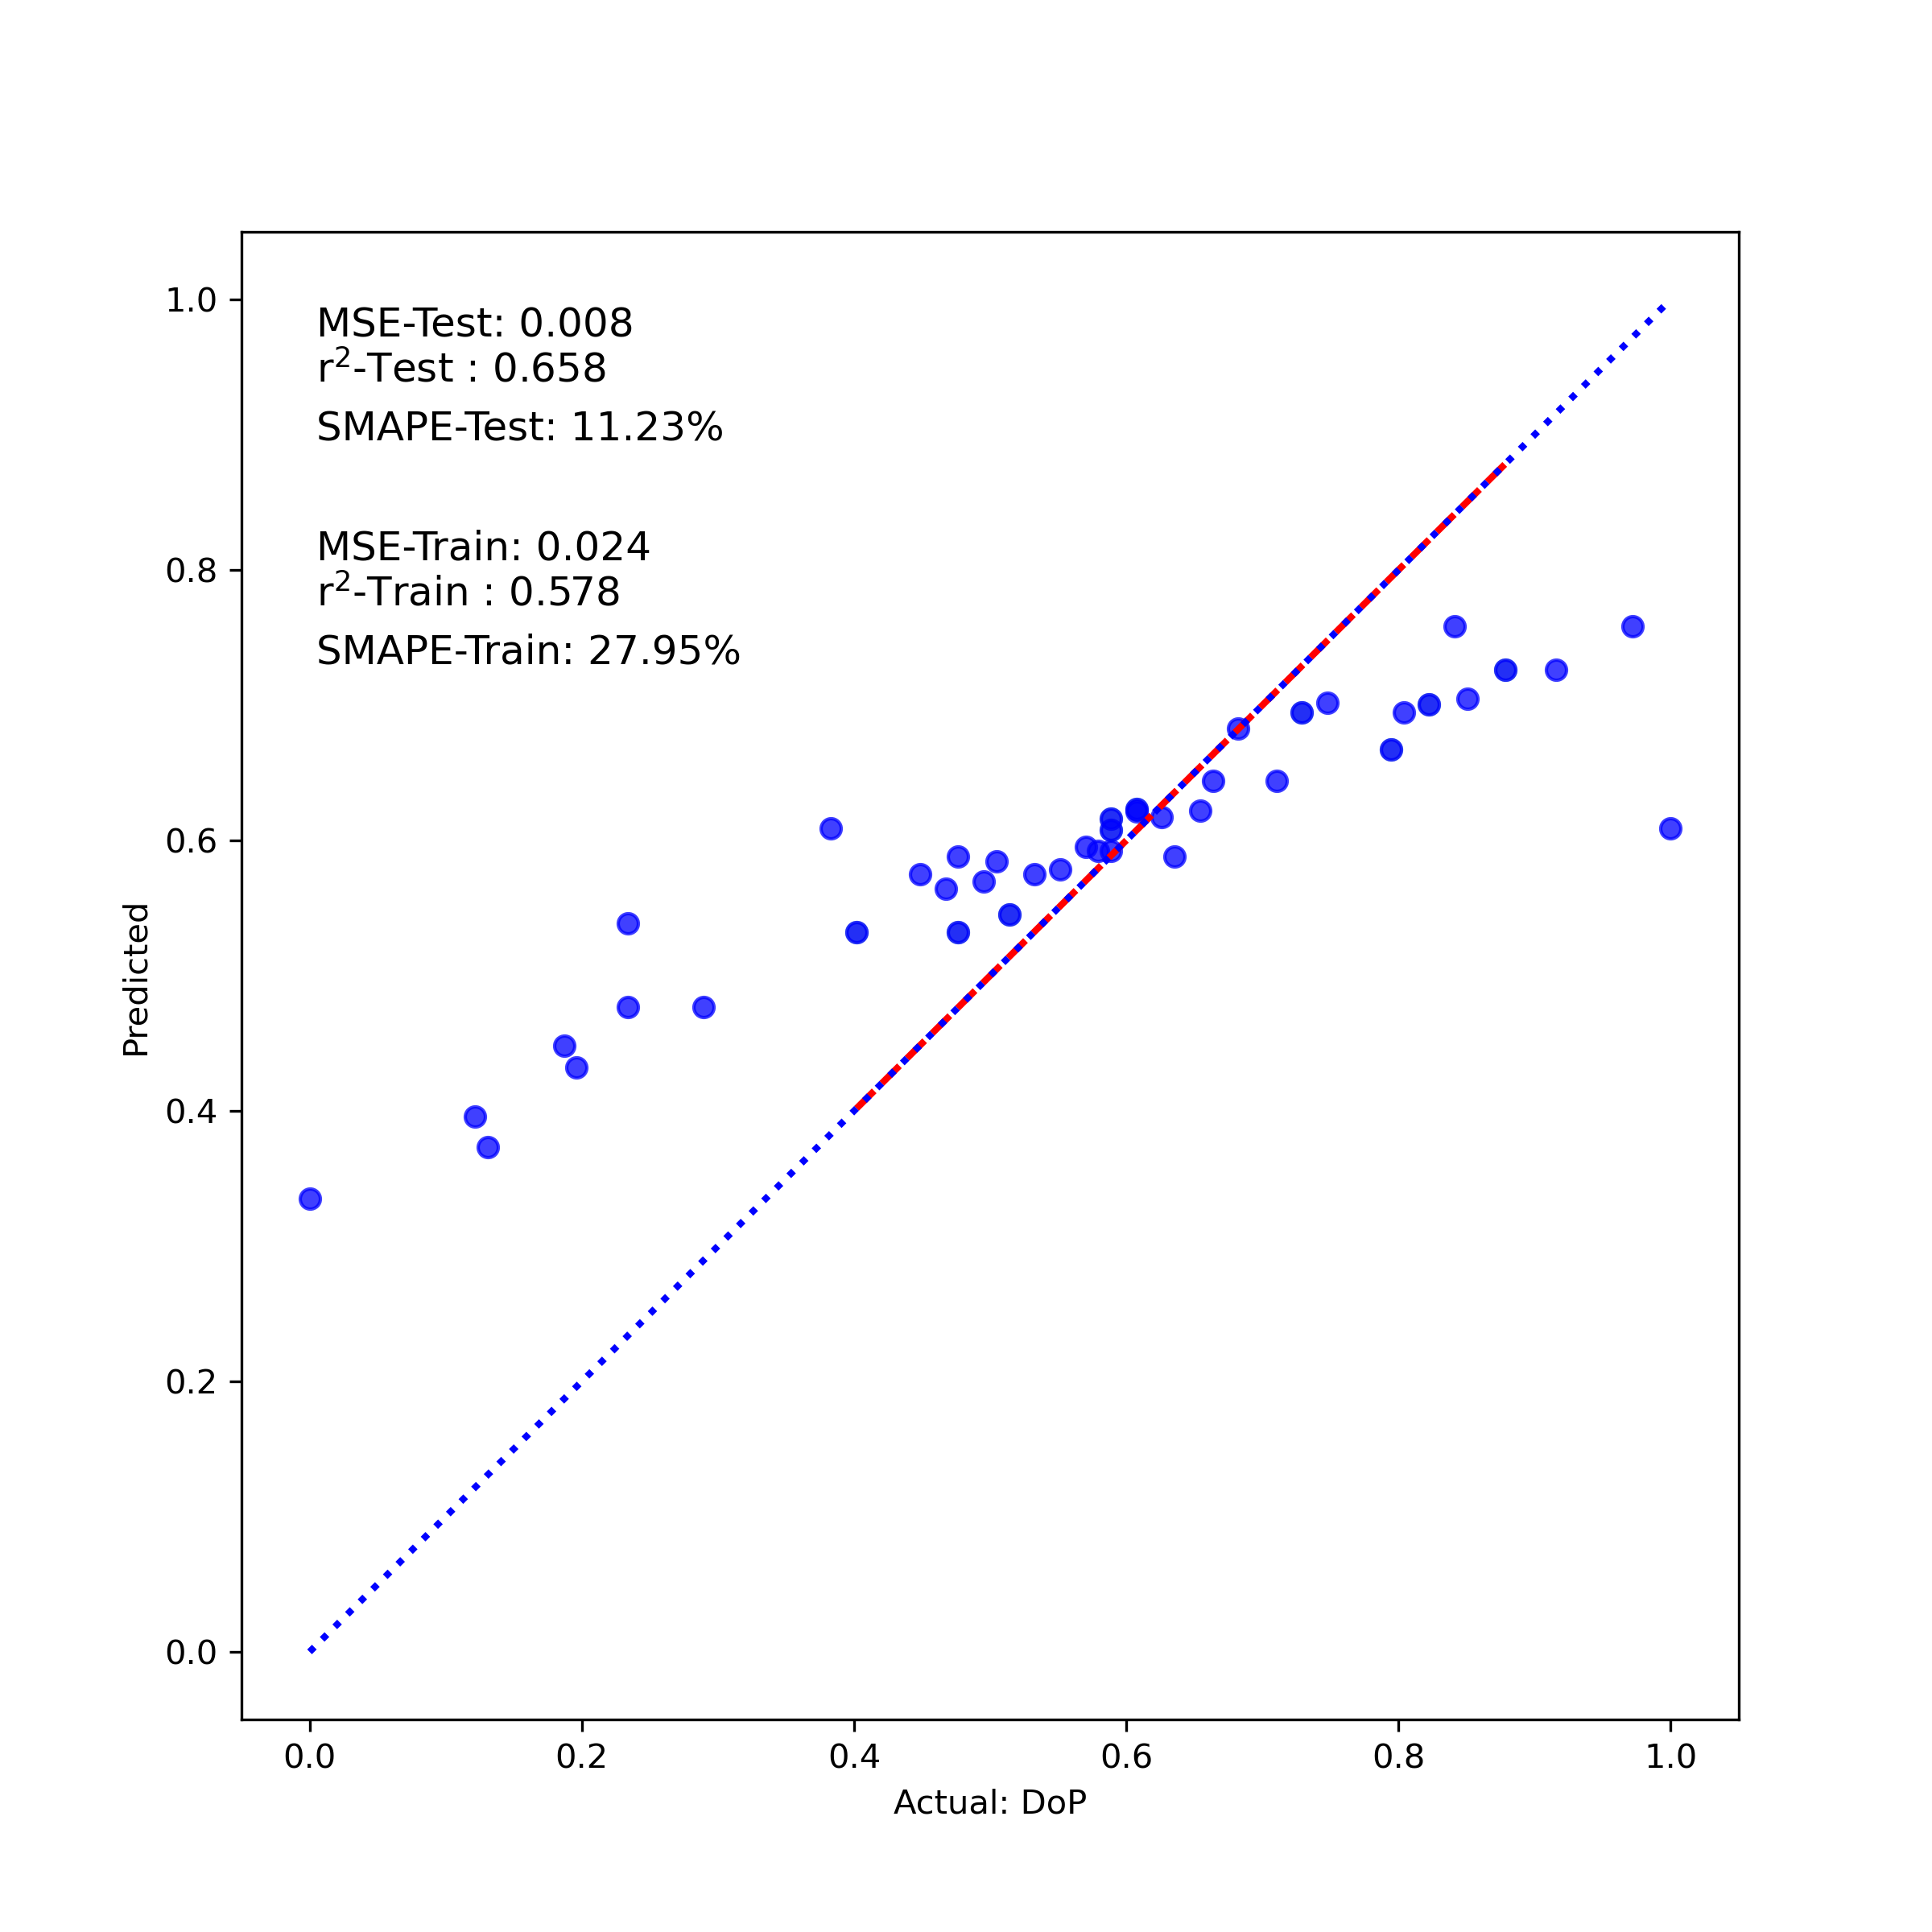 MSE-Test: 0.008
r²-Test : 0.658
SMAPE-Test: 11.23%
MSE-Train: 0.024
r²-Train : 0.578
SMAPE-Train: 27.95%
Predicted
1.0
0.8
0.6
0.4
0.2
0.0
0.0 0.2 0.4 0.6 0.8 1.0
Actual: DoP